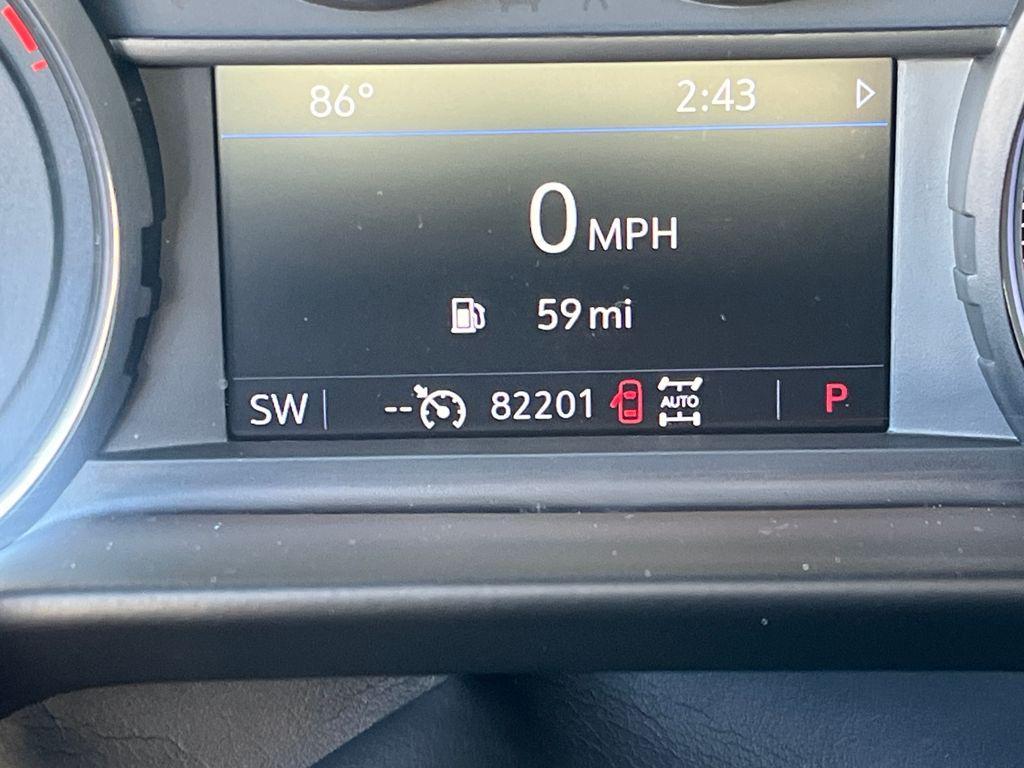 86° 2:43
0 MPH
59 mi
SW -- 82201 AUTO P